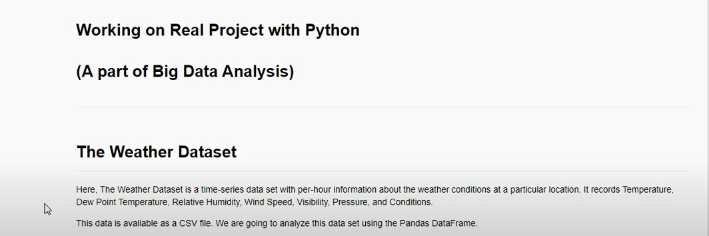 Working on Real Project with Python
(A part of Big Data Analysis)
The Weather Dataset
Here, The Weather Dataset is a time-series data set with per-hour information about the weather conditions at a particular location. It records Temperature,
Dew Point Temperature, Relative Humidity, Wind Speed, Visibility, Pressure, and Conditions.
This data is available as a CSV file. We are going to analyze this data set using the Pandas DataFrame.